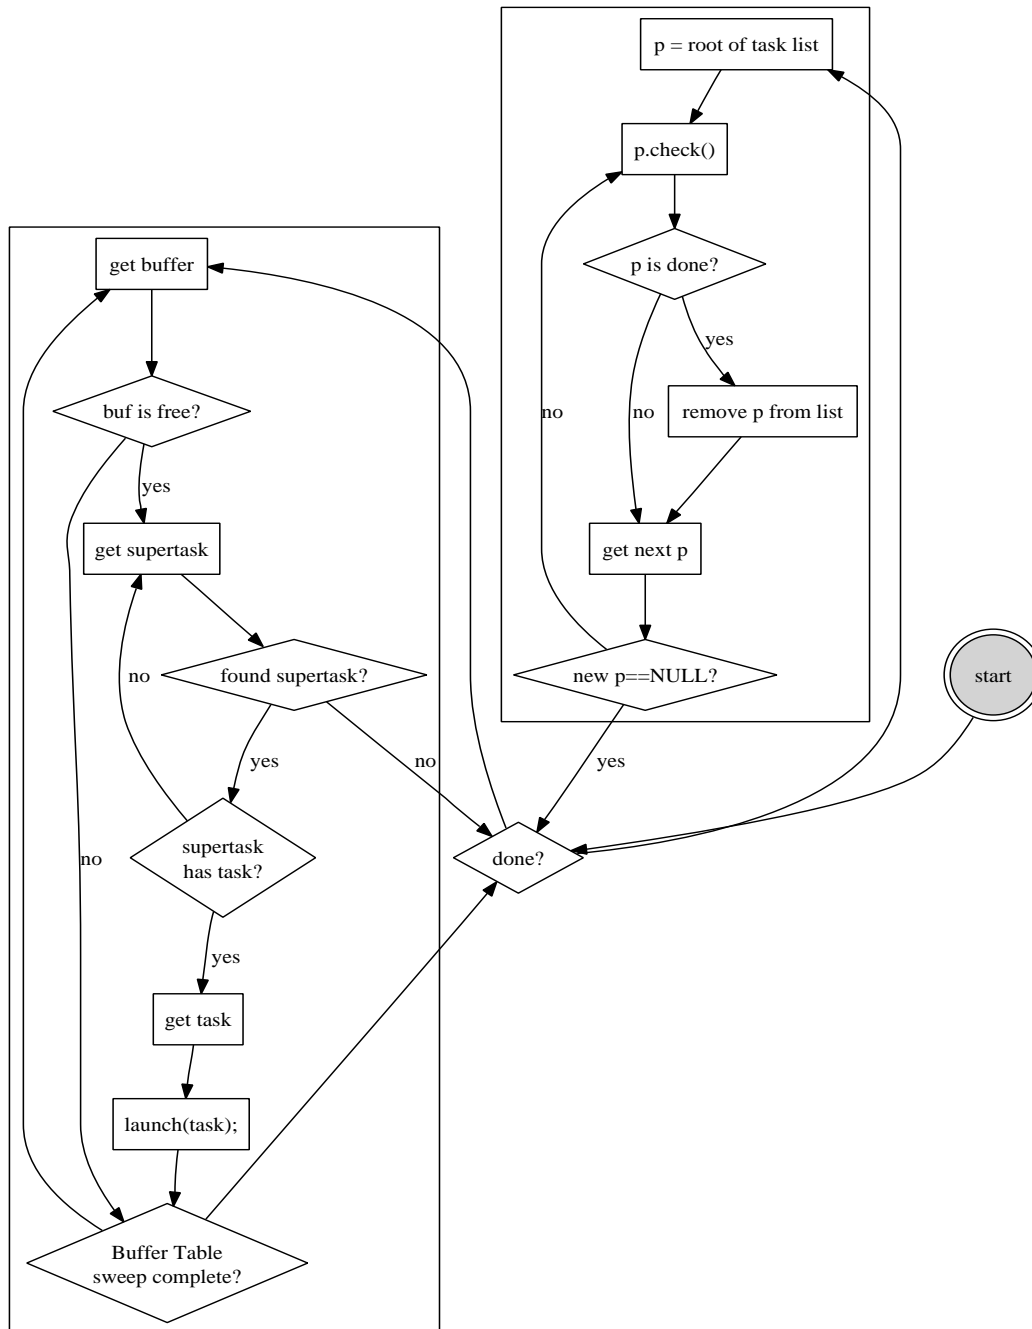 p = root of task list
p.check()
get buffer
p is done?
yes
buf is free?
no
no
remove p from list
yes
get supertask
get next p
no
found supertask?
new p==NULL?
start
yes
no
yes
no
supertask
has task?
done?
yes
get task
launch(task);
Buffer Table
sweep complete?